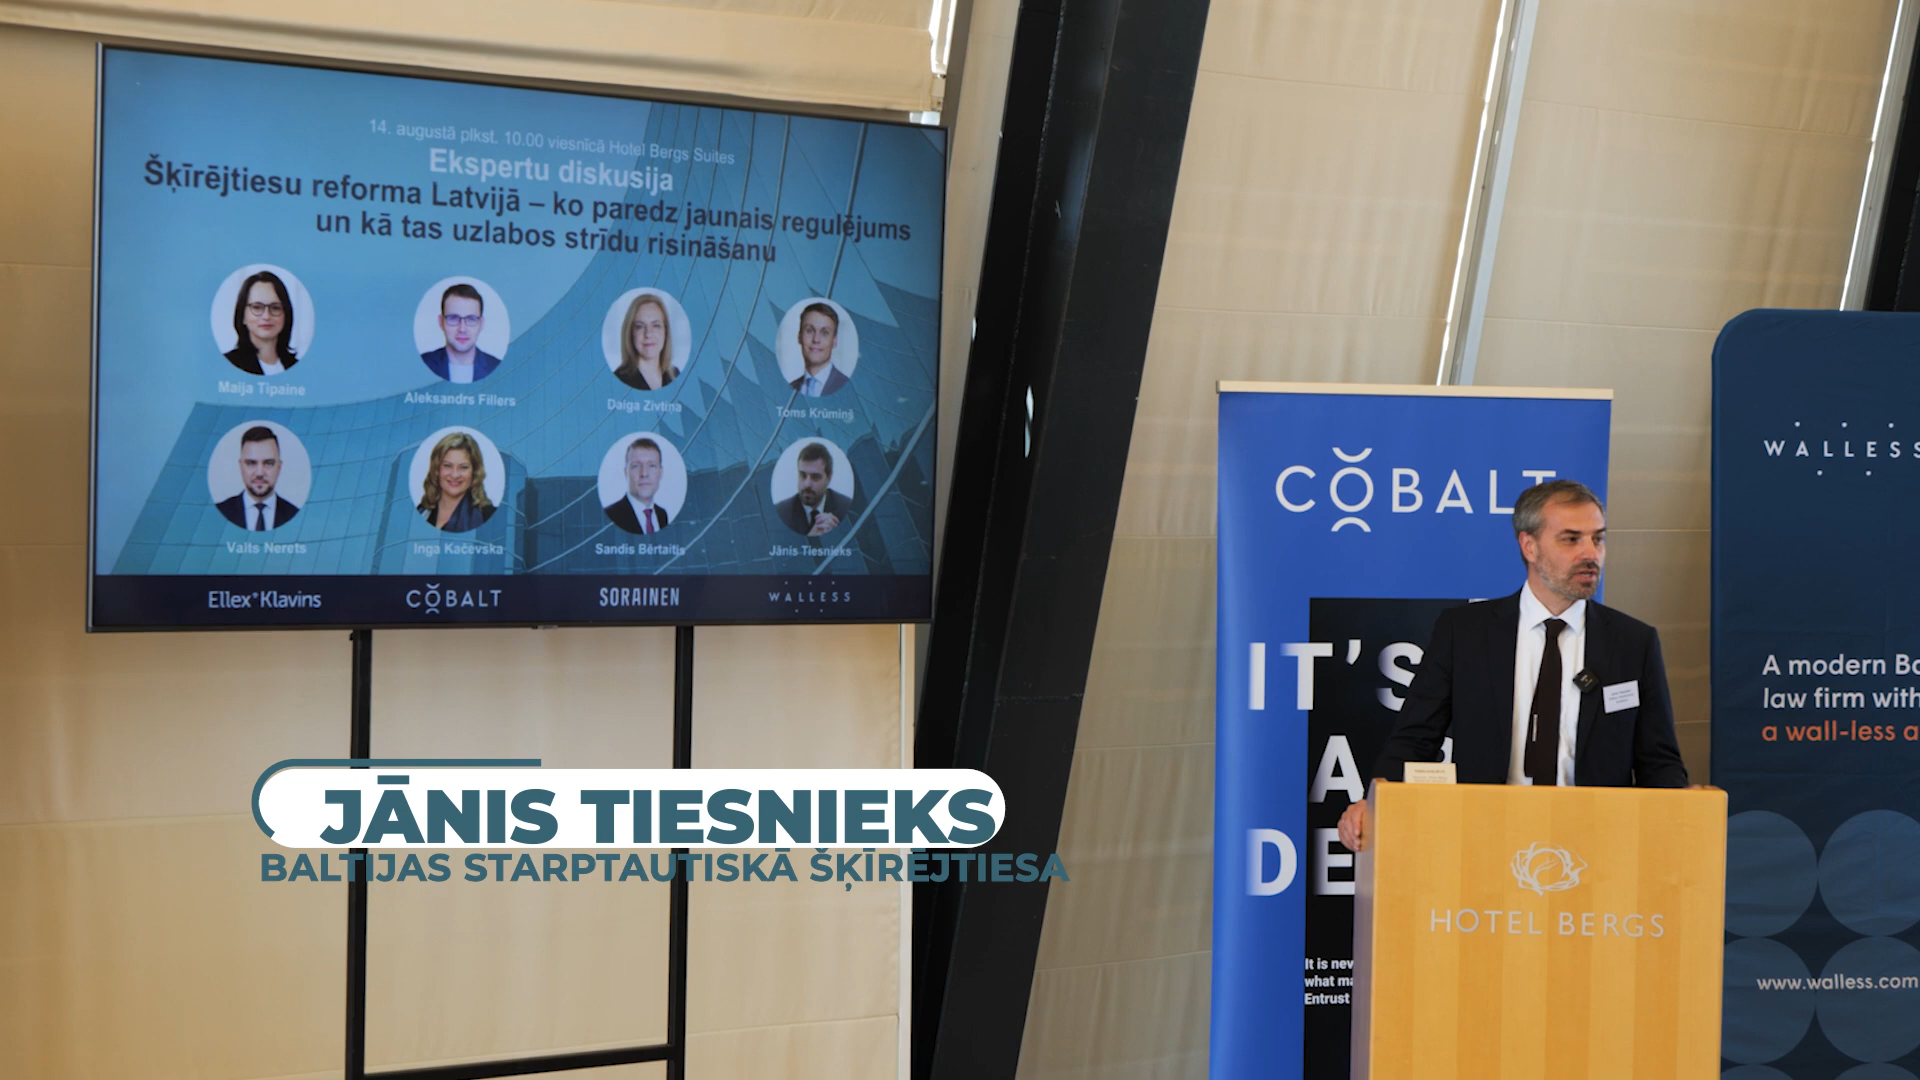 14. augustā plkst. 10.00 viesnīcā Hotel Bergs Suites
Ekspertu diskusija
Šķīrējtiesu reforma Latvijā – ko paredz jaunais regulējums
un kā tas uzlabos strīdu risināšanu
Maija Tipaine
Aleksandrs Fillers
Daiga Zivtiņa
Toms Krūmiņš
Valts Nerets
Inga Kačevska
Sandis Bērtaitis
Jānis Tiesnieks
Ellex Klavins
COBALT
SORAINEN
WALLESS
COBALT
IT'S
A
DE
It is
what
Entrust
WALLESS
A modern
law firm with
a wall-less
www.walless.com
HOTEL BERGS
JĀNIS TIESNIEKS
BALTIJAS STARPTAUTISKĀ ŠĶĪRĒJTIESA